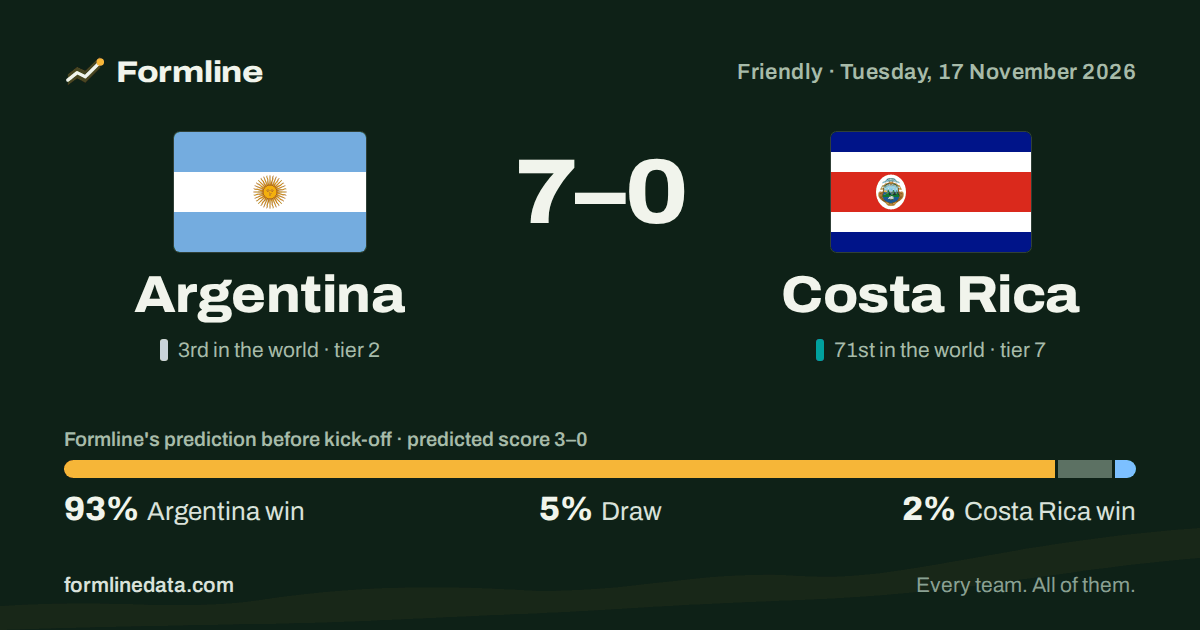 Formline
Friendly · Tuesday, 17 November 2026
7–0
Argentina
Costa Rica
3rd in the world · tier 2
71st in the world · tier 7
Formline's prediction before kick-off · predicted score 3–0
93% Argentina win
5% Draw
2% Costa Rica win
formlinedata.com
Every team. All of them.